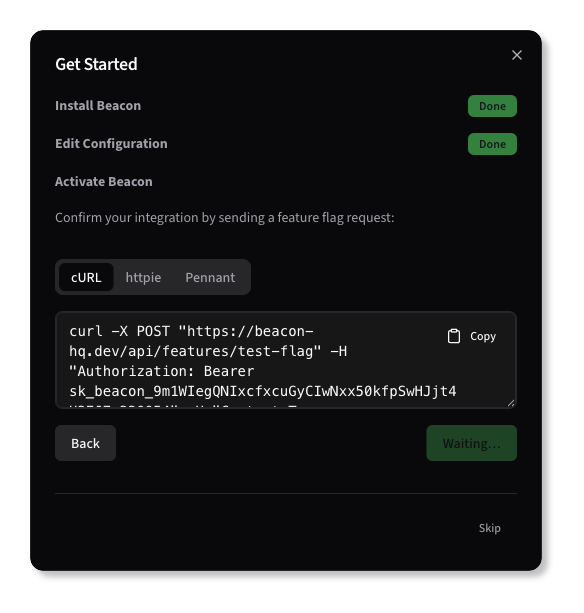 Get Started
Install Beacon
Done
Edit Configuration
Done
Activate Beacon
Confirm your integration by sending a feature flag request:
cURL httpie Pennant
curl -X POST "https://beacon-
hq.dev/api/features/test-flag" -H
"Authorization: Bearer
sk_beacon_9m1WIegQNIxcfxcuGyCIwNxx50kfpSwHJjt4
Copy
Back
Waiting...
Skip